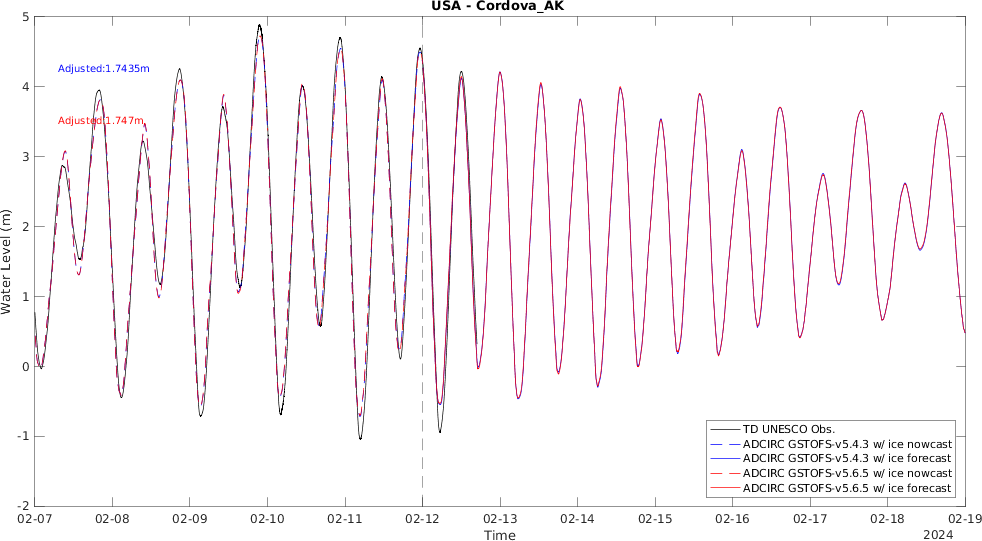 USA - Cordova_AK
5
4
3
2
1
0
-1
-2
Water Level (m)
Adjusted:1.7435m
Adjusted:1.747m
TD UNESCO Obs.
ADCIRC GSTOFS-v5.4.3 w/ ice nowcast
ADCIRC GSTOFS-v5.4.3 w/ ice forecast
ADCIRC GSTOFS-v5.6.5 w/ ice nowcast
ADCIRC GSTOFS-v5.6.5 w/ ice forecast
02-07 02-08 02-09 02-10 02-11 02-12 02-13 02-14 02-15 02-16 02-17 02-18 02-19
Time
2024